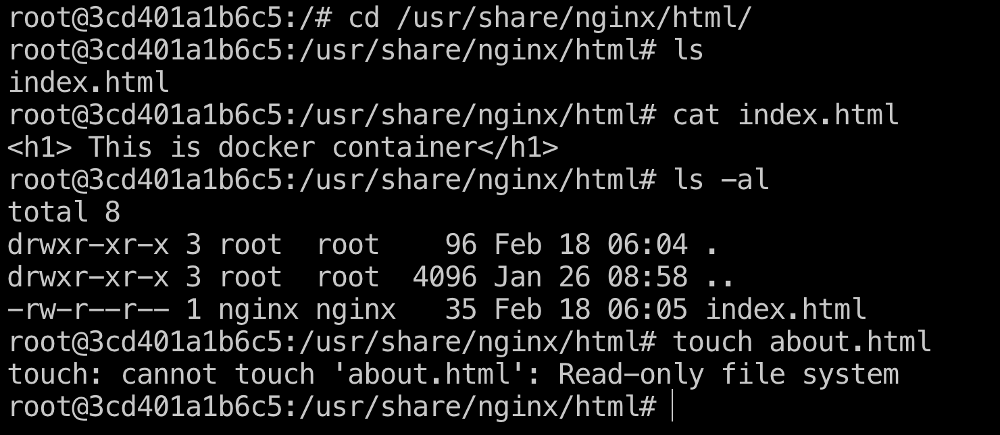 root@3cd401a1b6c5:/# cd /usr/share/nginx/html/
root@3cd401a1b6c5:/usr/share/nginx/html# ls
index.html
root@3cd401a1b6c5:/usr/share/nginx/html# cat index.html
<h1> This is docker container</h1>
root@3cd401a1b6c5:/usr/share/nginx/html# ls -al
total 8
drwxr-xr-x 3 root  root    96 Feb 18 06:04 .
drwxr-xr-x 3 root  root  4096 Jan 26 08:58 ..
-rw-r--r-- 1 nginx nginx   35 Feb 18 06:05 index.html
root@3cd401a1b6c5:/usr/share/nginx/html# touch about.html
touch: cannot touch 'about.html': Read-only file system
root@3cd401a1b6c5:/usr/share/nginx/html#